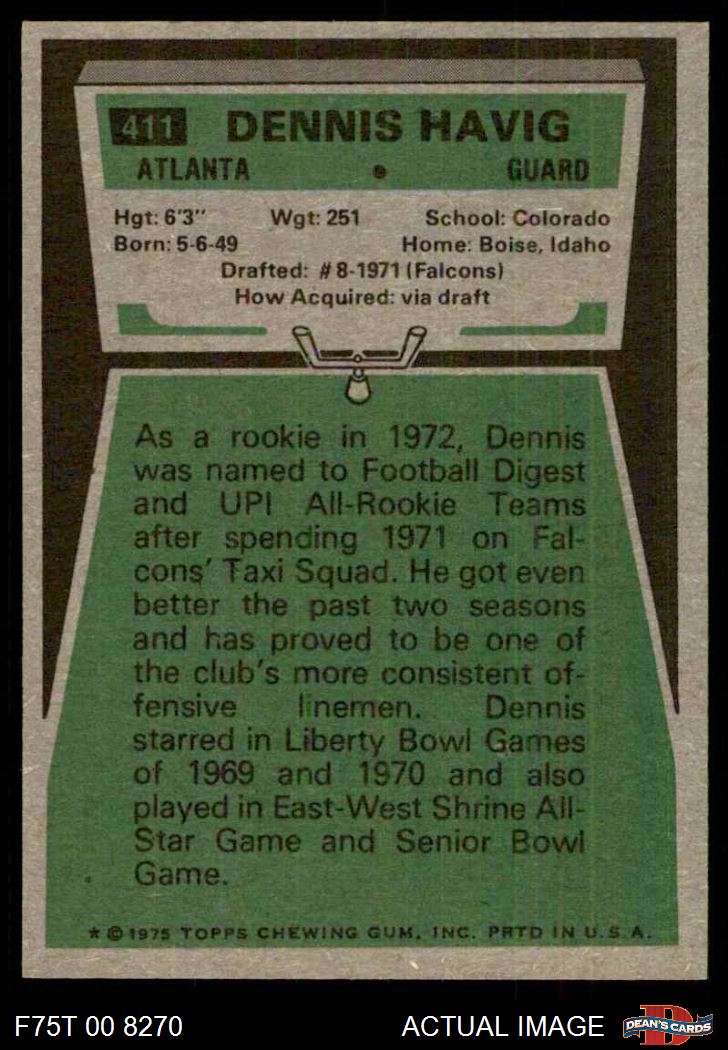 411 DENNIS HAVIG
ATLANTA • GUARD
Hgt: 6'3" Wgt: 251 School: Colorado
Born: 5-6-49 Home: Boise, Idaho
Drafted: #8-1971 (Falcons)
How Acquired: via draft
As a rookie in 1972, Dennis
was named to Football Digest
and UPI All-Rookie Teams
after spending 1971 on Fal-
cons' Taxi Squad. He got even
better the past two seasons
and has proved to be one of
the club's more consistent of-
fensive linemen. Dennis
starred in Liberty Bowl Games
of 1969 and 1970 and also
played in East-West Shrine All-
Star Game and Senior Bowl
Game.
* © 1975 TOPPS CHEWING GUM, INC. PRTD IN U.S.A.
F75T 00 8270 ACTUAL IMAGE D DEAN'S CARDS